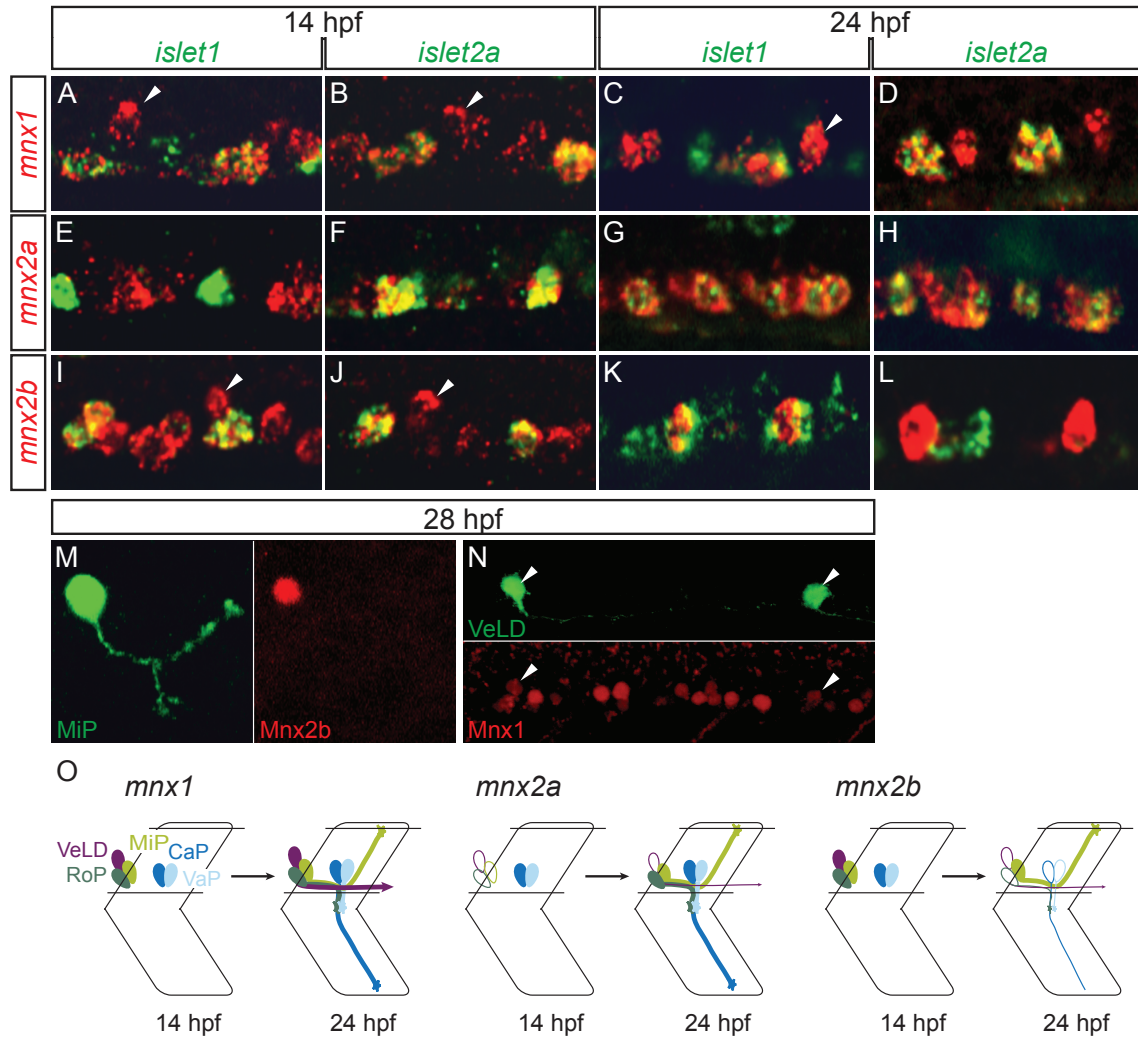 14 hpf
24 hpf
islet1
islet2a
islet1
islet2a
mnx1
A
B
C
D
mnx2a
E
F
G
H
mnx2b
I
J
K
L
28 hpf
M
MiP
Mnx2b
N
VeLD
Mnx1
O
mnx1
mnx2a
mnx2b
VeLD
MiP
CaP
RoP
VaP
14 hpf
24 hpf
14 hpf
24 hpf
14 hpf
24 hpf